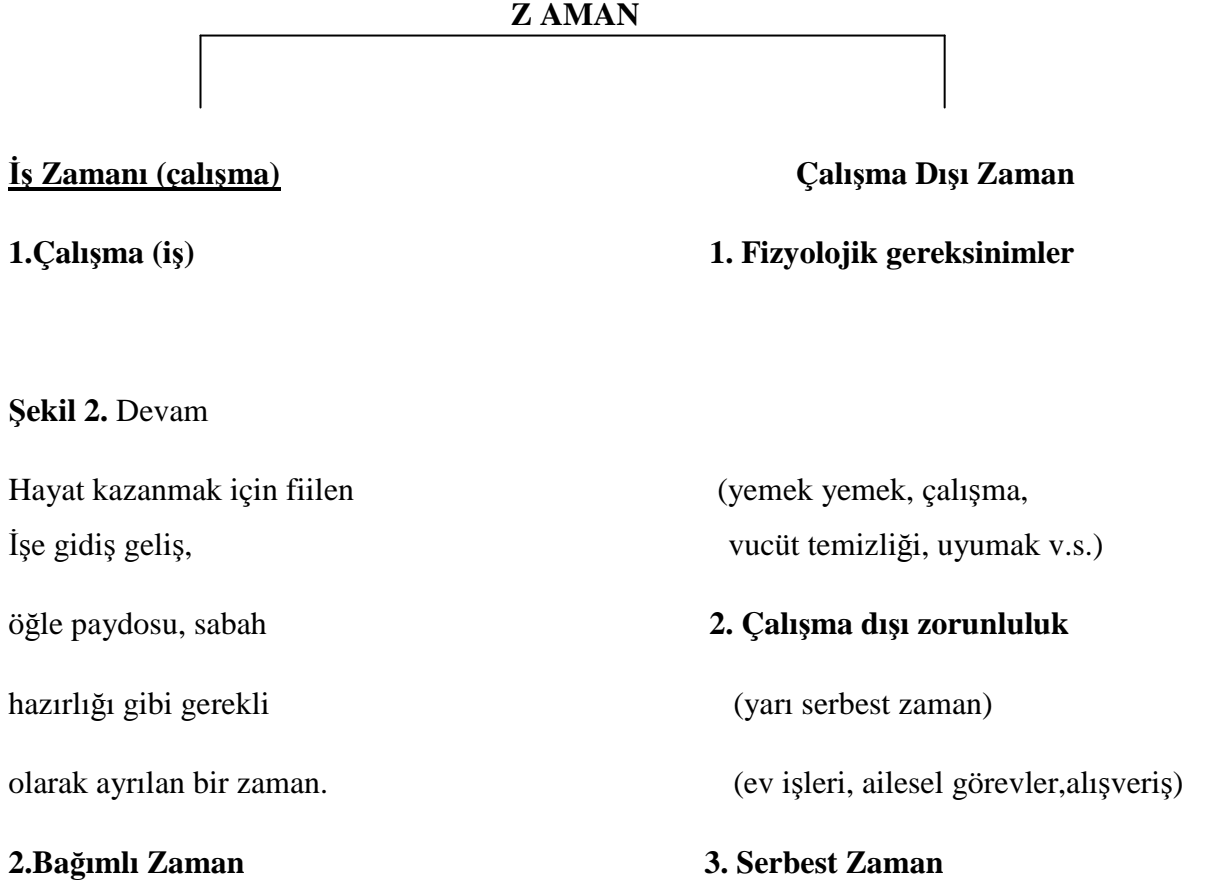 Z AMAN
İş Zamanı (çalışma) Çalışma Dışı Zaman
1.Çalışma (iş) 1. Fizyolojik gereksinimler
Şekil 2. Devam
Hayat kazanmak için fiilen (yemek yemek, çalışma,
İşe gidiş geliş, vucüt temizliği, uyumak v.s.)
öğle paydosu, sabah 2. Çalışma dışı zorunluluk
hazırlığı gibi gerekli (yarı serbest zaman)
olarak ayrılan bir zaman. (ev işleri, ailesel görevler,alışveriş)
2.Bağımlı Zaman 3. Serbest Zaman